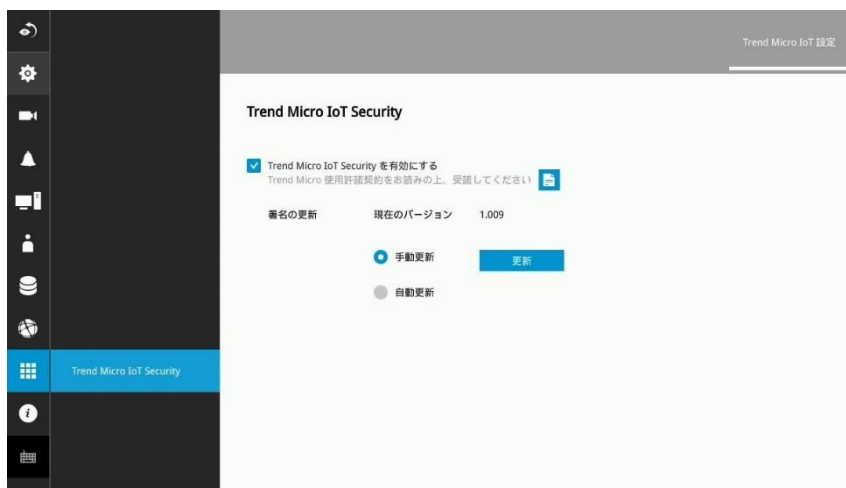 Trend Micro IoT 設定
Trend Micro IoT Security
Trend Micro IoT Security を有効にする
Trend Micro 使用許諾契約をお読みの上、受諾してください
署名の更新 現在のバージョン 1.009
手動更新 更新
自動更新
Trend Micro IoT Security